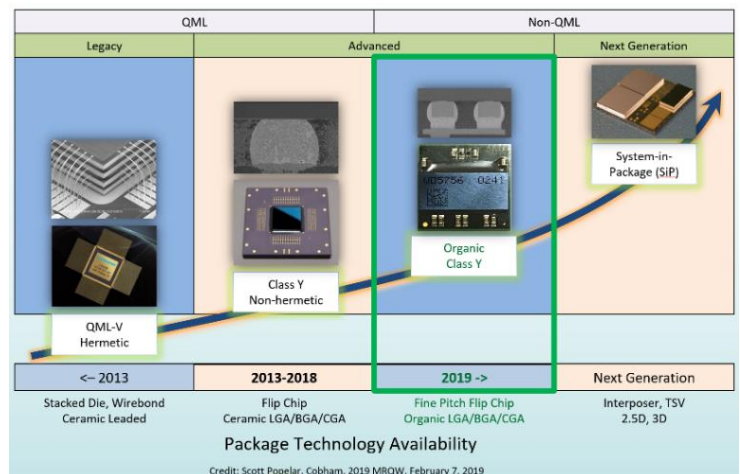 QML
Non-QML
Legacy
Advanced
Next Generation
System-in-
Package (SiP)
Organic
Class Y
Class Y
Non-hermetic
QML-V
Hermetic
<– 2013
2013-2018
2019 ->
Next Generation
Stacked Die, Wirebond
Ceramic Leaded
Flip Chip
Ceramic LGA/BGA/CGA
Fine Pitch Flip Chip
Organic LGA/BGA/CGA
Interposer, TSV
2.5D, 3D
Package Technology Availability
Credit: Scott Popelar, Cobham, 2019 MRQW, February 7, 2019